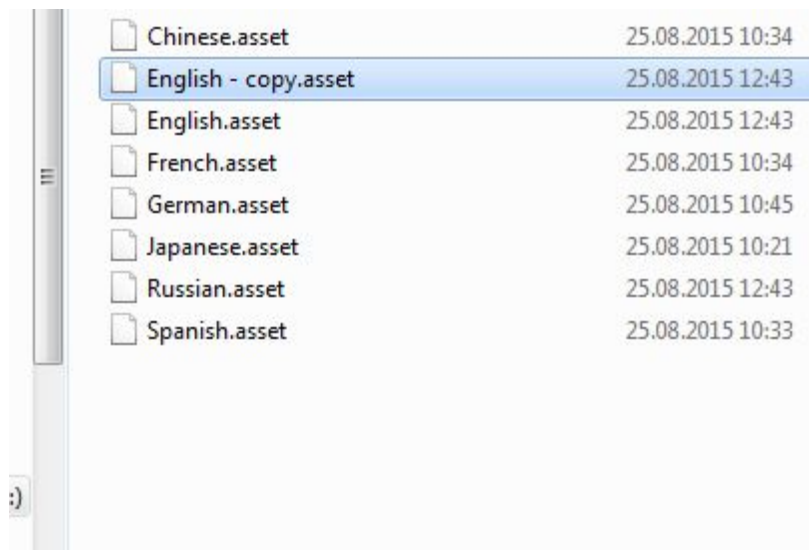 Chinese.asset 25.08.2015 10:34
English - copy.asset 25.08.2015 12:43
English.asset 25.08.2015 12:43
French.asset 25.08.2015 10:34
German.asset 25.08.2015 10:45
Japanese.asset 25.08.2015 10:21
Russian.asset 25.08.2015 12:43
Spanish.asset 25.08.2015 10:33
:)